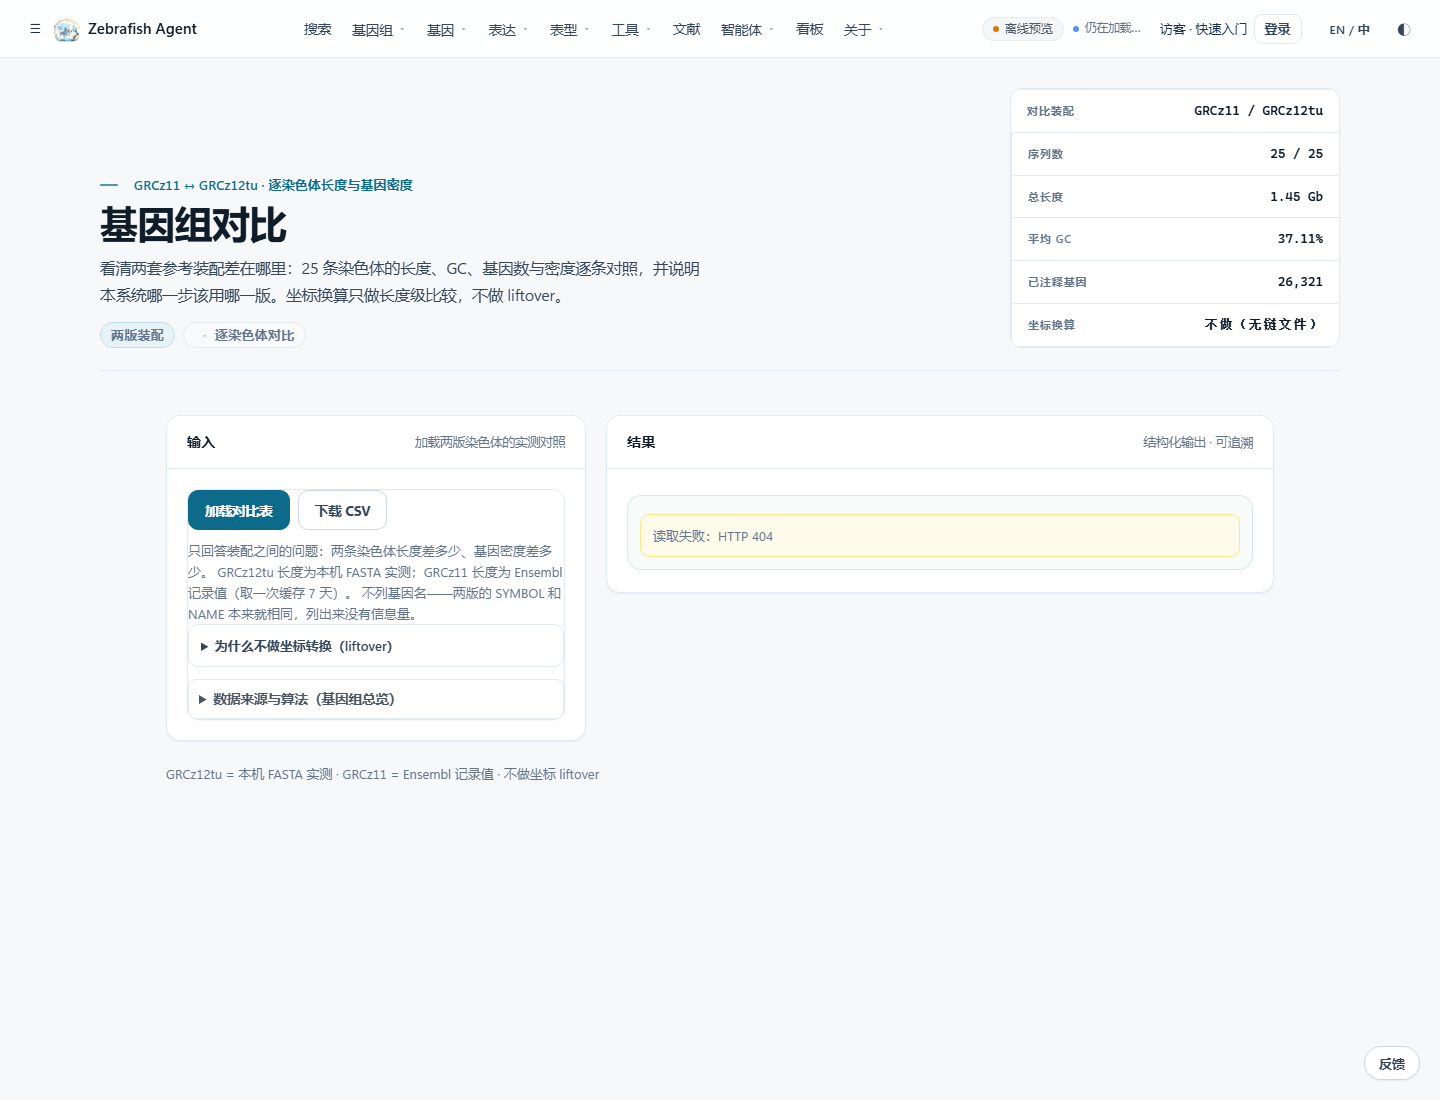 ☰ Zebrafish Agent 搜索 基因组 · 基因 · 表达 · 表型 · 工具 · 文献 智能体 · 看板 关于 · 离线预览 仍在加载... 访客 · 快速入门 登录 EN / 中
对比装配 GRCz11 / GRCz12tu
序列数 25 / 25
总长度 1.45 Gb
平均 GC 37.11%
已注释基因 26,321
坐标换算 不做（无链文件）
GRCz11 ↔ GRCz12tu · 逐染色体长度与基因密度
基因组对比
看清两套参考装配差在哪里：25 条染色体的长度、GC、基因数与密度逐条对照，并说明
本系统哪一步该用哪一版。坐标换算只做长度级比较，不做 liftover。
两版装配 · 逐染色体对比
输入 加载两版染色体的实测对照
加载对比表 下载 CSV
只回答装配之间的问题：两条染色体长度差多少、基因密度差多
少。 GRCz12tu 长度为本机 FASTA 实测；GRCz11 长度为 Ensembl
记录值（取一次缓存 7 天）。 不列基因名——两版的 SYMBOL 和
NAME 本来就相同，列出来没有信息量。
▶ 为什么不做坐标转换（liftover）
▶ 数据来源与算法（基因组总览）
结果 结构化输出 · 可追溯
读取失败：HTTP 404
GRCz12tu = 本机 FASTA 实测 · GRCz11 = Ensembl 记录值 · 不做坐标 liftover
反馈